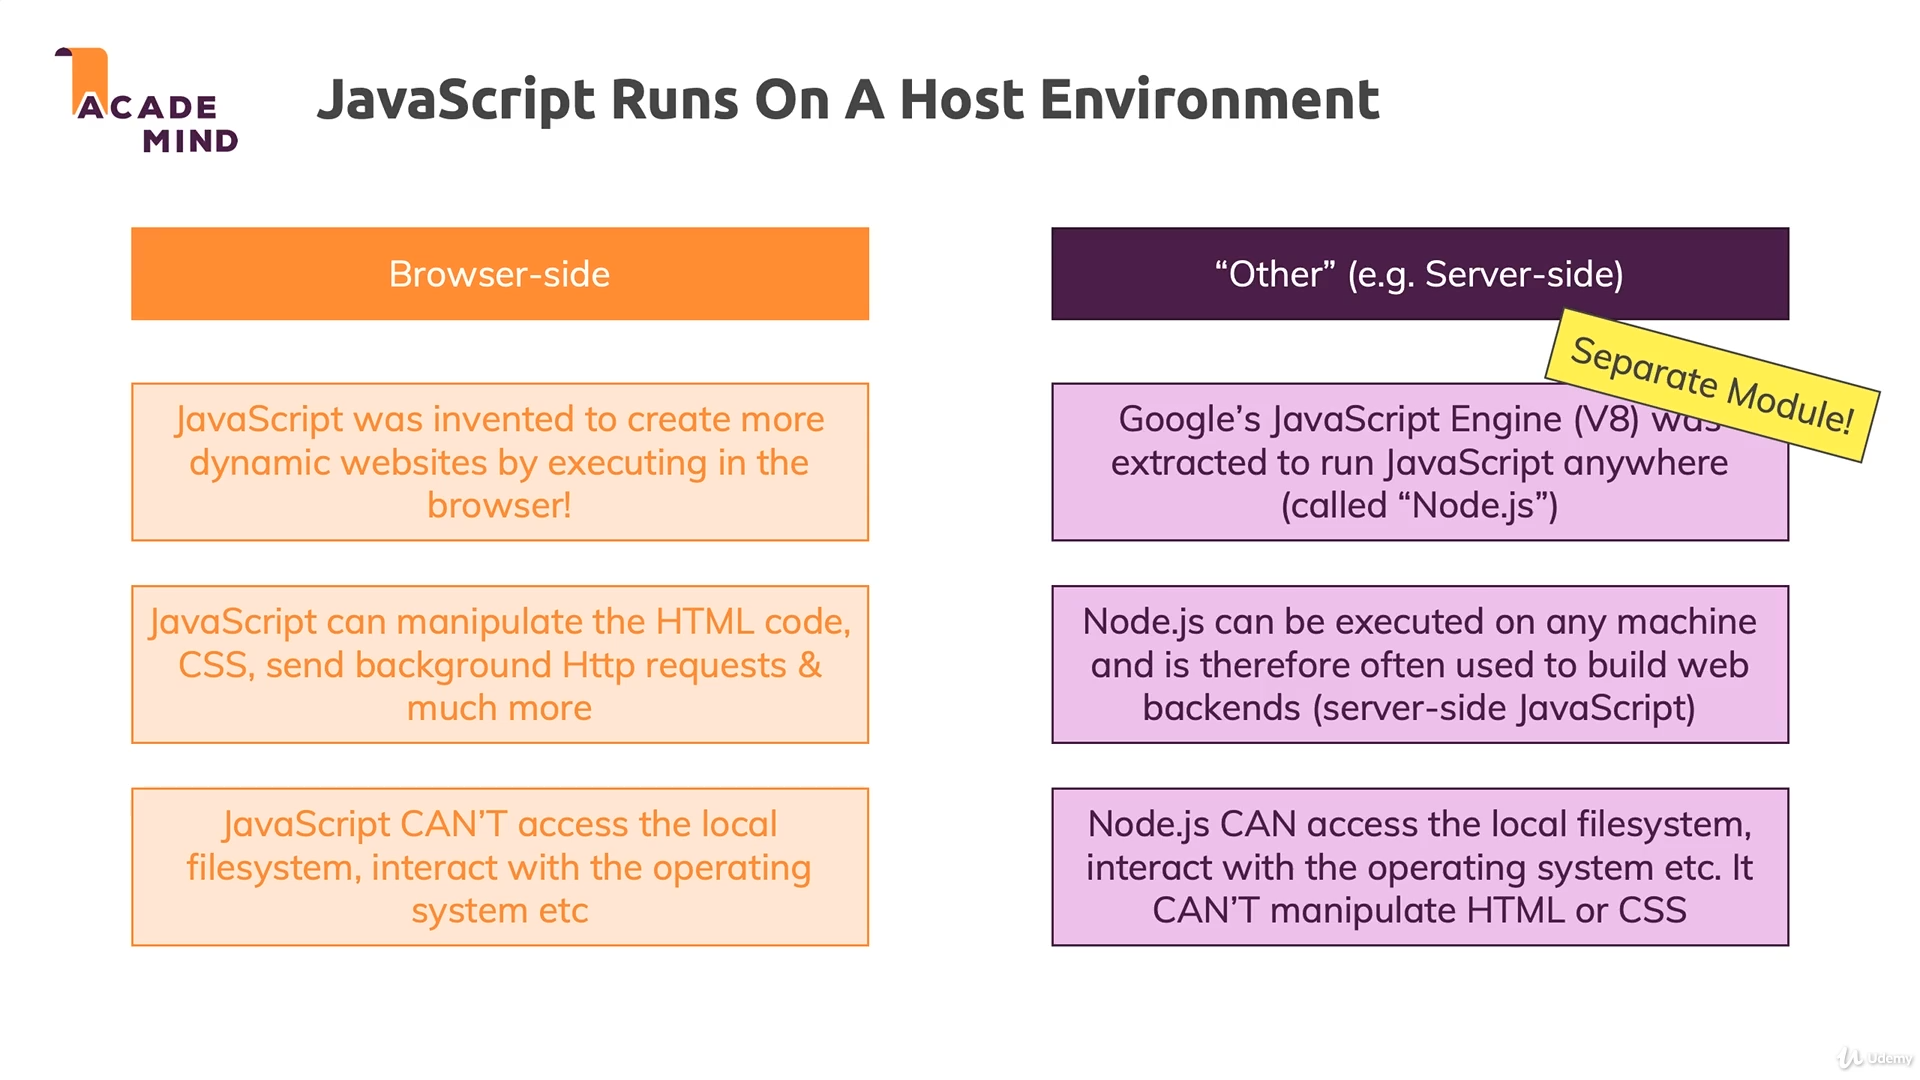 ACADE
MIND
JavaScript Runs On A Host Environment
Browser-side
JavaScript was invented to create more
dynamic websites by executing in the
browser!
JavaScript can manipulate the HTML code,
CSS, send background Http requests &
much more
JavaScript CAN’T access the local
filesystem, interact with the operating
system etc
“Other” (e.g. Server-side)
Separate Module!
Google’s JavaScript Engine (V8) was
extracted to run JavaScript anywhere
(called “Node.js”)
Node.js can be executed on any machine
and is therefore often used to build web
backends (server-side JavaScript)
Node.js CAN access the local filesystem,
interact with the operating system etc. It
CAN’T manipulate HTML or CSS
Udemy